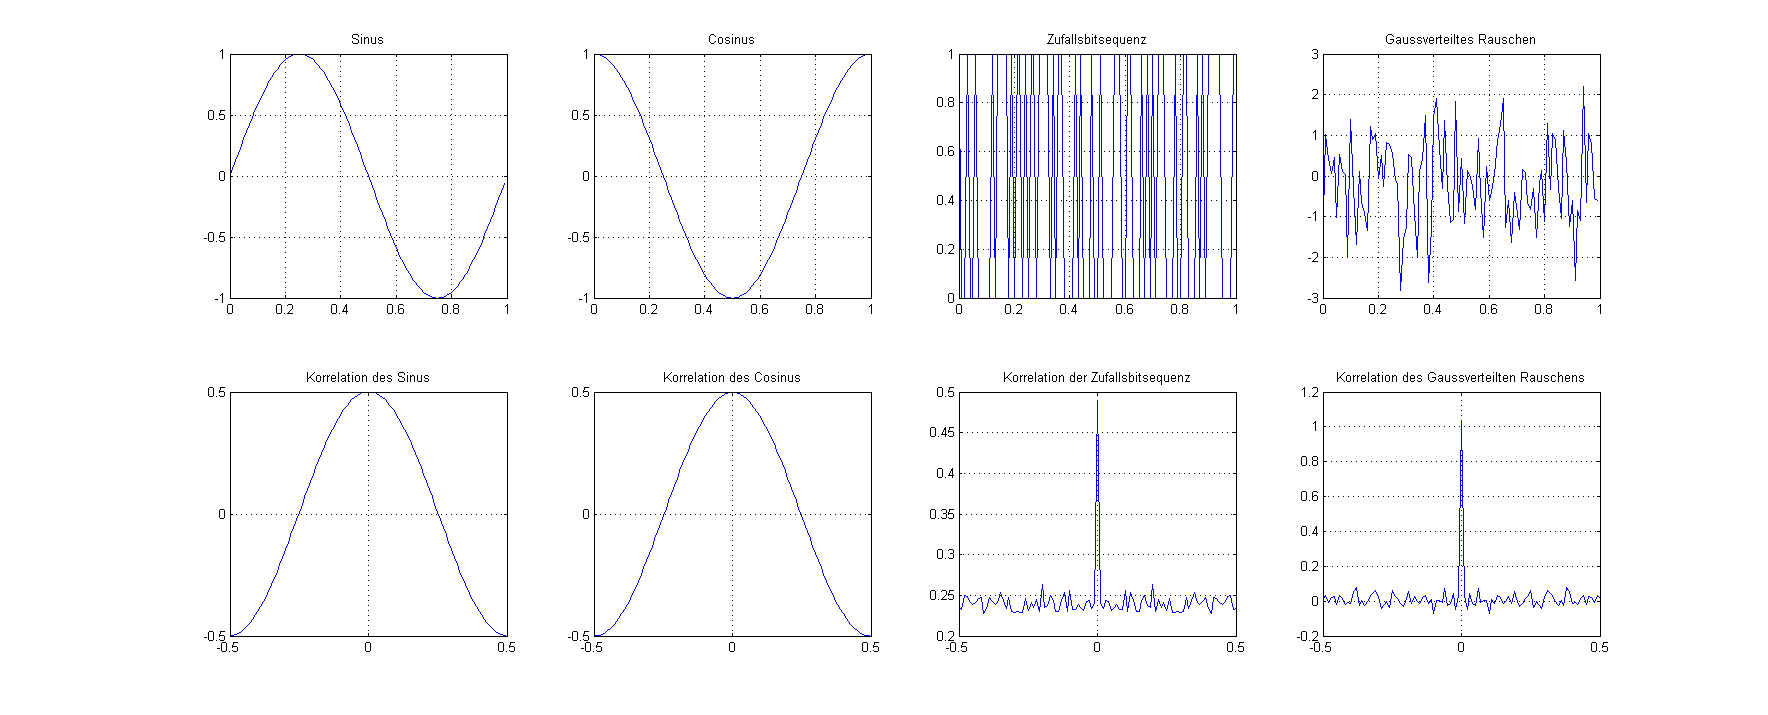 Sinus
Cosinus
Zufallsbitsequenz
Gaussverteiltes Rauschen
1
0.5
0
-0.5
-1
0 0.2 0.4 0.6 0.8 1
1
0.5
0
-0.5
-1
0 0.2 0.4 0.6 0.8 1
1
0.8
0.6
0.4
0.2
0
0 0.2 0.4 0.6 0.8 1
3
2
1
0
-1
-2
-3
0 0.2 0.4 0.6 0.8 1
Korrelation des Sinus
Korrelation des Cosinus
Korrelation der Zufallsbitsequenz
Korrelation des Gaussverteilten Rauschens
0.5
0
-0.5
-0.5 0 0.5
0.5
0
-0.5
-0.5 0 0.5
0.5
0.45
0.4
0.35
0.3
0.25
0.2
-0.5 0 0.5
1.2
1
0.8
0.6
0.4
0.2
0
-0.2
-0.5 0 0.5